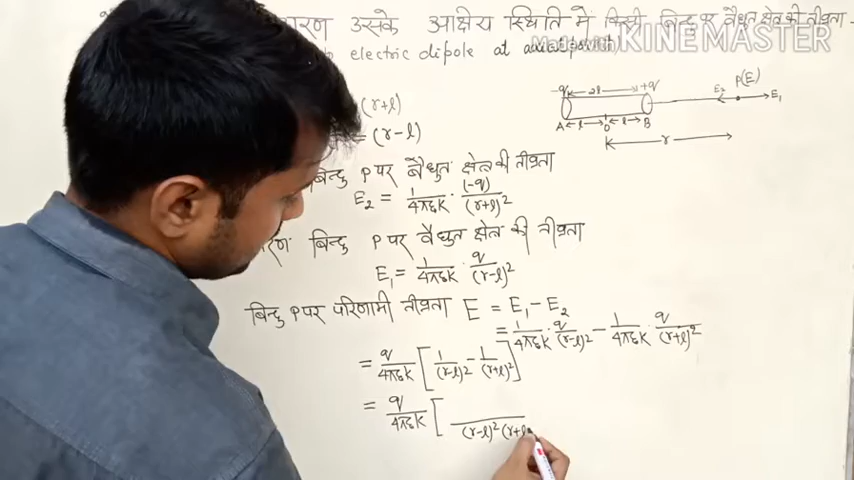 कारण उसके अक्षीय स्थिति में किसी बिन्दु पर वैधुत क्षेत्र की तीव्रता
electric dipole at axial position
KINEMASTER
-q 2l +q E₂ P(E) E₁
A l O l B
r
(r+l)
= (r-l)
बिन्दु P पर वैधुत क्षेत्र की तीव्रता
E₂ = 1/4πε₀K · (-q)/(r+l)²
बिन्दु P पर वैधुत क्षेत्र की तीव्रता
E₁ = 1/4πε₀K · q/(r-l)²
बिन्दु P पर परिणामी तीव्रता E = E₁ - E₂
= 1/4πε₀K · q/(r-l)² - 1/4πε₀K · q/(r+l)²
= q/4πε₀K [1/(r-l)² - 1/(r+l)²]
= q/4πε₀K [ /(r-l)² (r+l